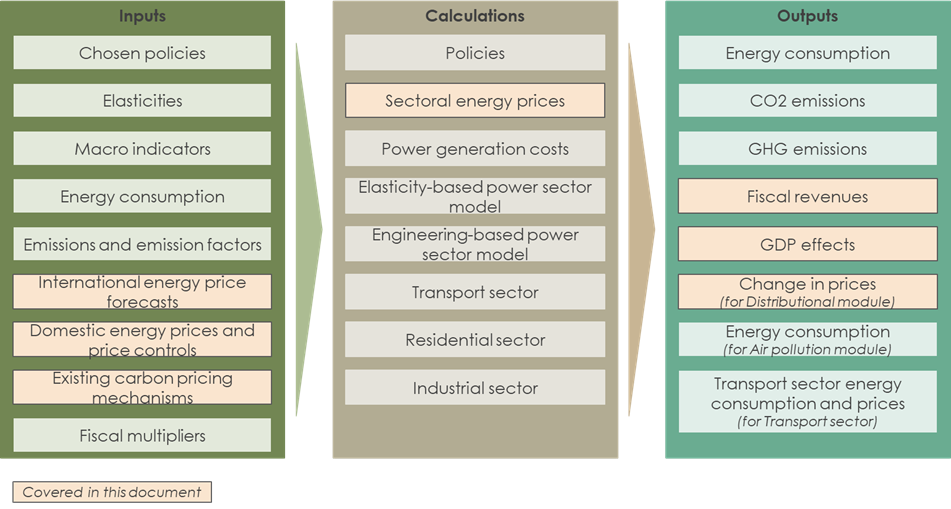 Inputs
Chosen policies
Elasticities
Macro indicators
Energy consumption
Emissions and emission factors
International energy price
forecasts
Domestic energy prices and
price controls
Existing carbon pricing
mechanisms
Fiscal multipliers
Calculations
Policies
Sectoral energy prices
Power generation costs
Elasticity-based power sector
model
Engineering-based power
sector model
Transport sector
Residential sector
Industrial sector
Outputs
Energy consumption
CO2 emissions
GHG emissions
Fiscal revenues
GDP effects
Change in prices
(for Distributional module)
Energy consumption
(for Air pollution module)
Transport sector energy
consumption and prices
(for Transport sector)
Covered in this document